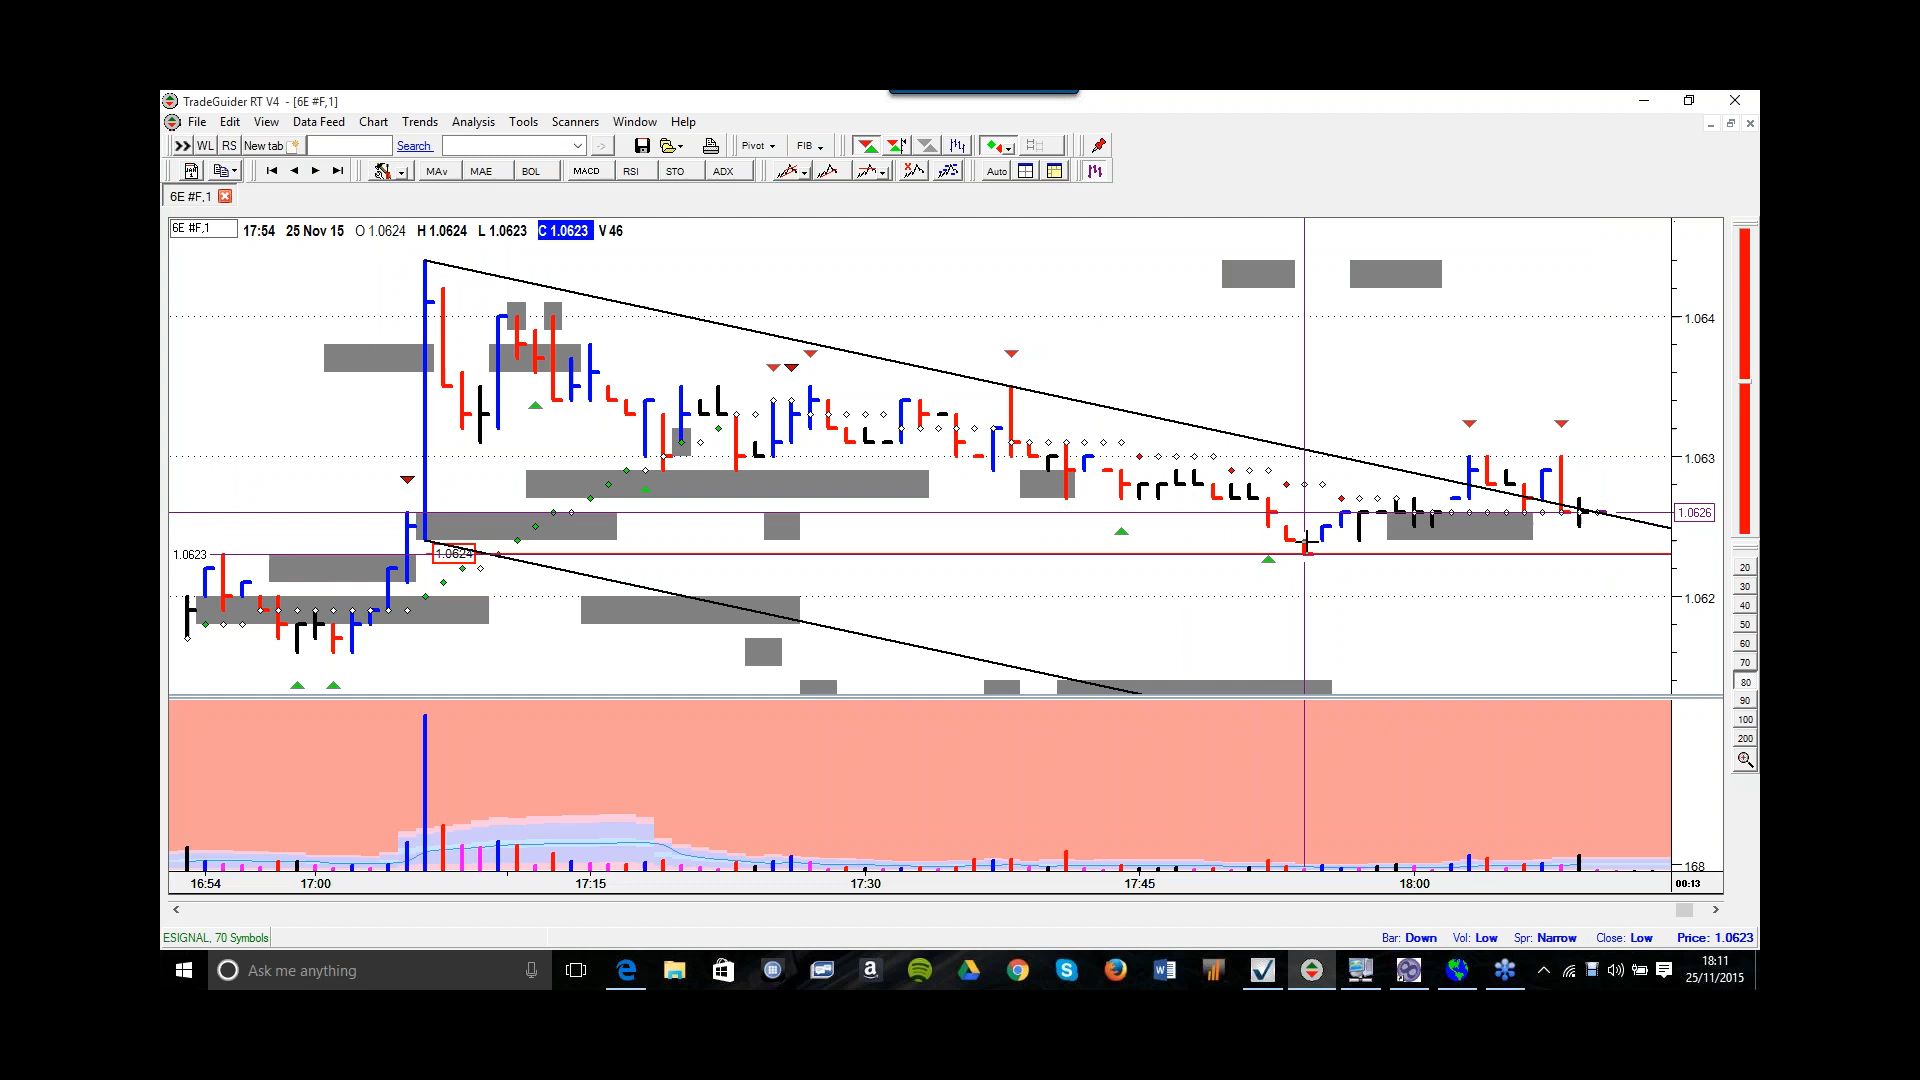 TradeGuider RT V4 - [6E #F,1]
File Edit View Data Feed Chart Trends Analysis Tools Scanners Window Help
WL RS New tab Search -> Pivot FIB
MAv MAE BOL MACD RSI STO ADX Auto
6E #F,1
6E #F,1 17:54 25 Nov 15 O 1.0624 H 1.0624 L 1.0623 C 1.0623 V 46
1.064
1.063
1.0626
1.0623
1.0624
1.062
20
30
40
50
60
70
80
90
100
200
168
16:54 17:00 17:15 17:30 17:45 18:00 00:13
ESIGNAL, 70 Symbols Bar: Down Vol: Low Spr: Narrow Close: Low Price: 1.0623
Ask me anything
18:11
25/11/2015